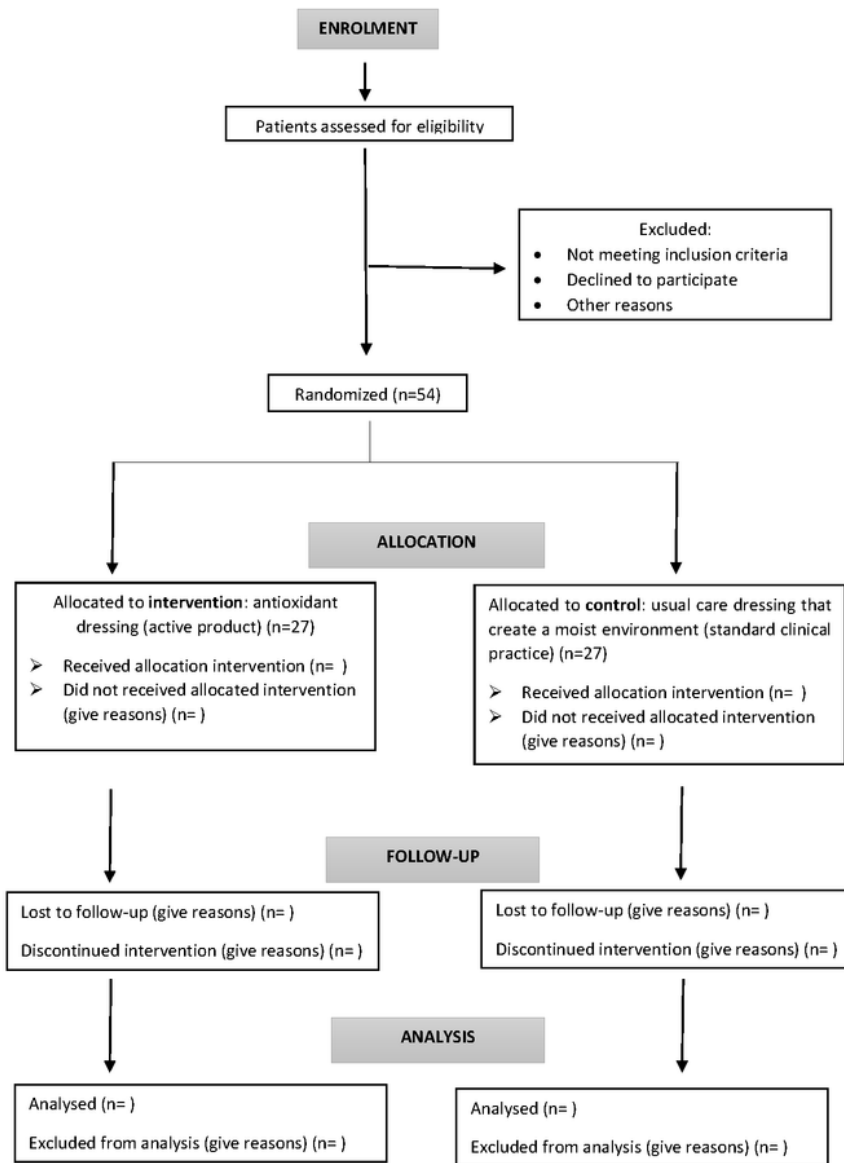 ENROLMENT
Patients assessed for eligibility
Excluded:
• Not meeting inclusion criteria
• Declined to participate
• Other reasons
Randomized (n=54)
ALLOCATION
Allocated to intervention: antioxidant
dressing (active product) (n=27)
➢ Received allocation intervention (n= )
➢ Did not received allocated intervention
(give reasons) (n= )
Allocated to control: usual care dressing that
create a moist environment (standard clinical
practice) (n=27)
➢ Received allocation intervention (n= )
➢ Did not received allocated intervention
(give reasons) (n= )
FOLLOW-UP
Lost to follow-up (give reasons) (n= )
Discontinued intervention (give reasons) (n= )
Lost to follow-up (give reasons) (n= )
Discontinued intervention (give reasons) (n= )
ANALYSIS
Analysed (n= )
Excluded from analysis (give reasons) (n= )
Analysed (n= )
Excluded from analysis (give reasons) (n= )